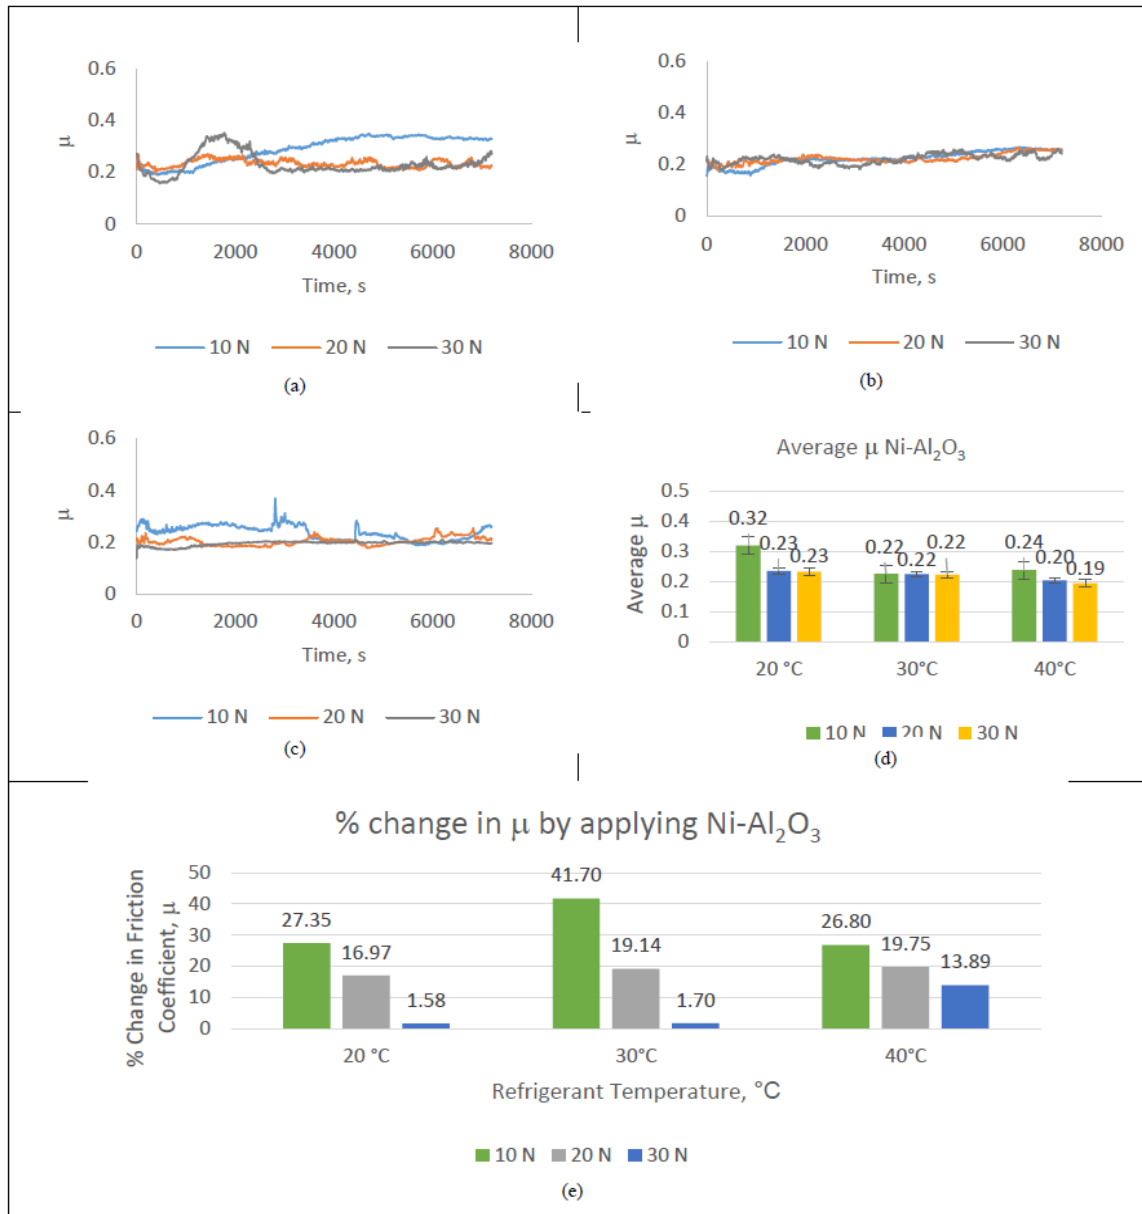 0.6
0.4
μ
0.2
0
0 2000 4000 6000 8000
Time, s
10 N 20 N 30 N
(a)
0.6
0.4
μ
0.2
0
0 2000 4000 6000 8000
Time, s
10 N 20 N 30 N
(b)
0.6
0.4
μ
0.2
0
0 2000 4000 6000 8000
Time, s
10 N 20 N 30 N
(c)
Average μ Ni-Al₂O₃
Average μ
0.5
0.4
0.3
0.2
0.1
0
0.32 0.23 0.23 0.22 0.22 0.22 0.24 0.20 0.19
20 °C 30°C 40°C
10 N 20 N 30 N
(d)
% change in μ by applying Ni-Al₂O₃
% Change in Friction
Coefficient, μ
50
40
30
20
10
0
27.35 16.97 1.58 41.70 19.14 1.70 26.80 19.75 13.89
20 °C 30°C 40°C
Refrigerant Temperature, °C
10 N 20 N 30 N
(e)